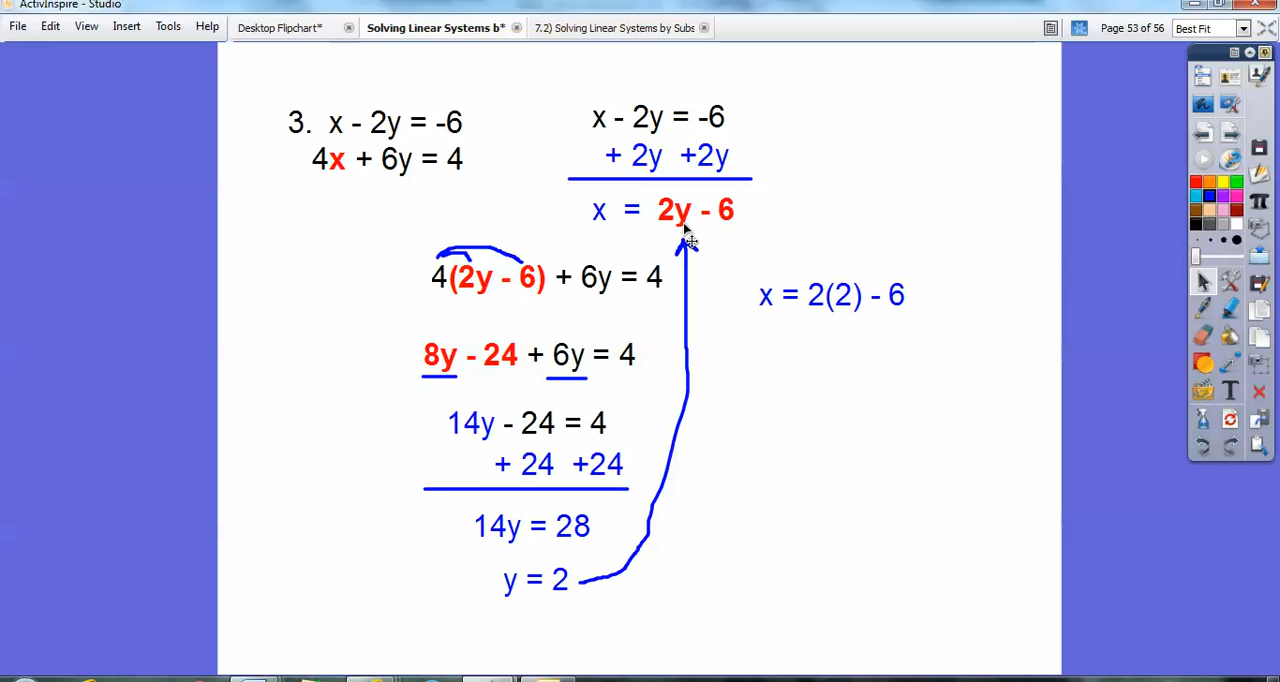 ActivInspire - Studio
File Edit View Insert Tools Help
Desktop Flipchart* Solving Linear Systems b* 7.2) Solving Linear Systems by Subs
Page 53 of 56 Best Fit
3. x - 2y = -6
4x + 6y = 4
x - 2y = -6
+ 2y +2y
x = 2y - 6
4(2y - 6) + 6y = 4
x = 2(2) - 6
8y - 24 + 6y = 4
14y - 24 = 4
+ 24 +24
14y = 28
y = 2